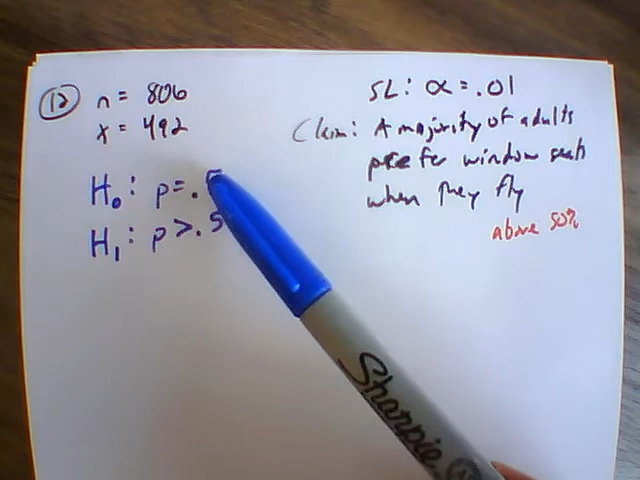 12
n = 806
x = 492
SL: α = .01
Claim: A majority of adults
prefer window seats
when they fly
above 50%
H₀: p = .5
H₁: p > .5
Sharpie